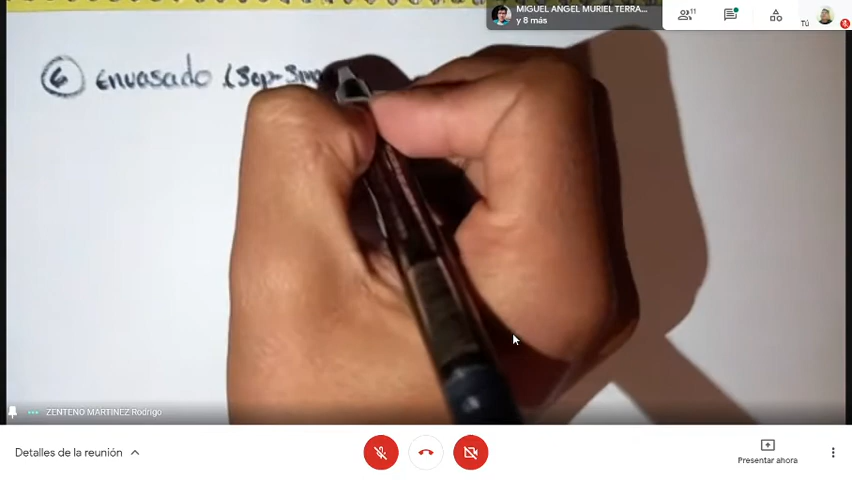 MIGUEL ANGEL MURIEL TERRA...
y 8 más
11
Tú
6 Envasado
ZENTENO MARTINEZ Rodrigo
Detalles de la reunión
Presentar ahora